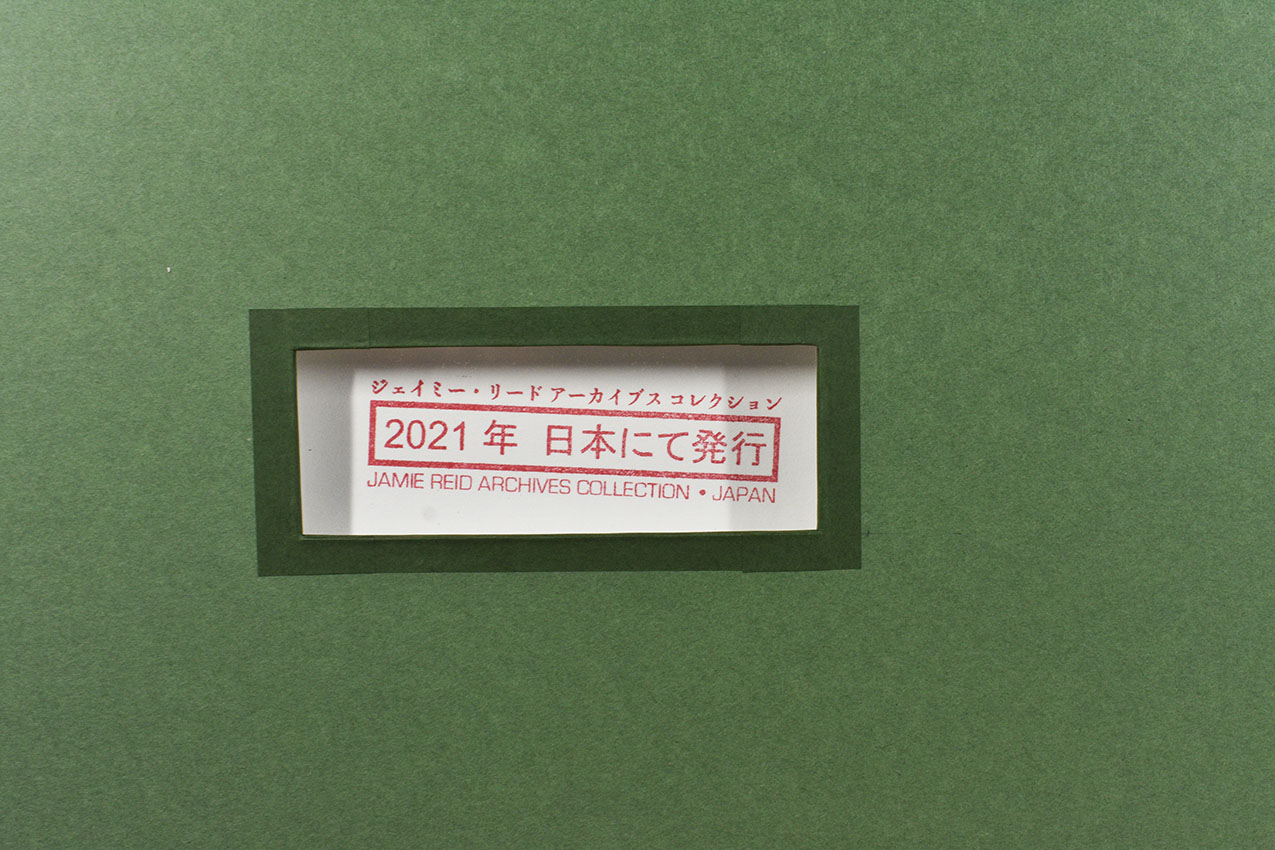 ジェイミー・リード アーカイブス コレクション
2021 年 日本にて発行
JAMIE REID ARCHIVES COLLECTION • JAPAN